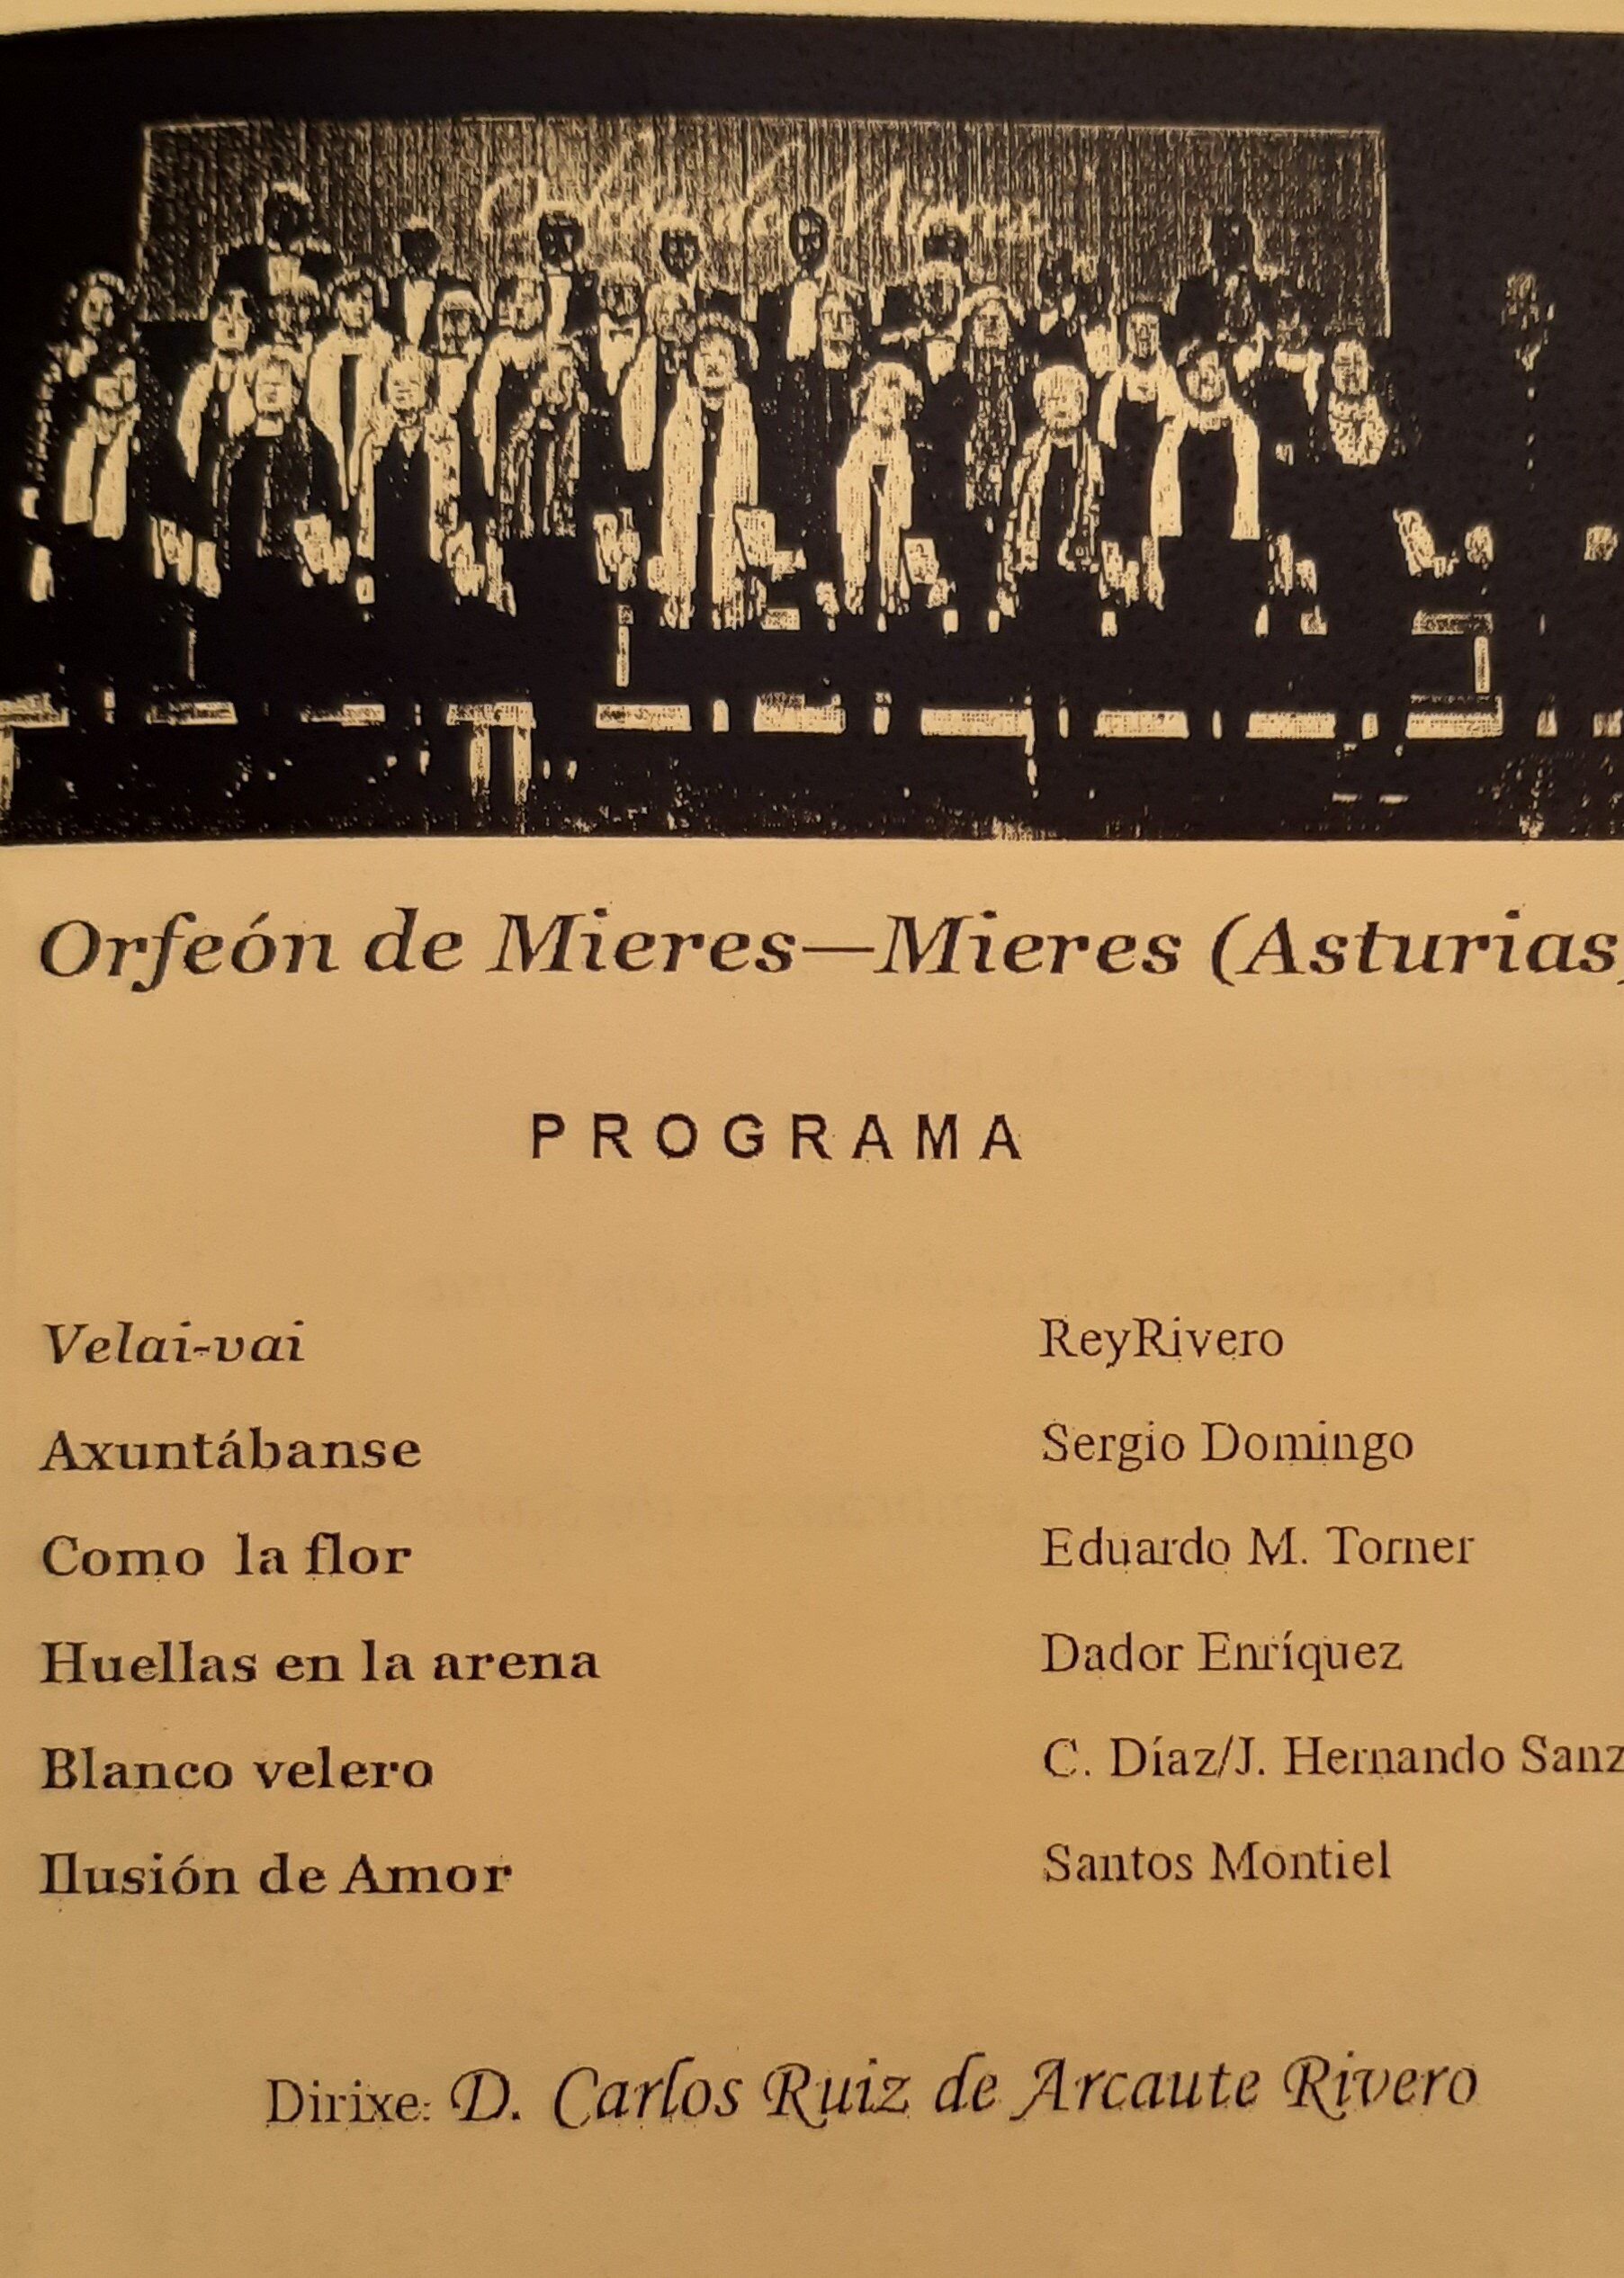 Orfeón de Mieres—Mieres (Asturias)
PROGRAMA
Velai-vai ReyRivero
Axuntábanse Sergio Domingo
Como la flor Eduardo M. Torner
Huellas en la arena Dador Enríquez
Blanco velero C. Díaz/J. Hernando Sanz
Ilusión de Amor Santos Montiel
Dirixe: D. Carlos Ruiz de Arcaute Rivero